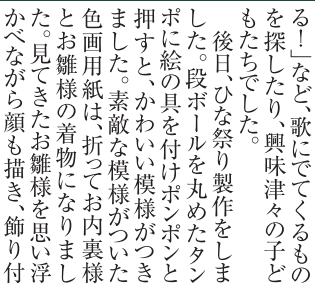 る！」など、歌にでてくるもの
を探したり、興味津々の子ど
もたちでした。
後日、ひな祭り製作をしま
した。段ボールを丸めたタン
ポに絵の具を付けポンポンと
押すと、かわいい模様がつき
ました。素敵な模様がついた
色画用紙は、折ってお内裏様
とお雛様の着物になりまし
た。見てきたお雛様を思い浮
かべながら顔も描き、飾り付